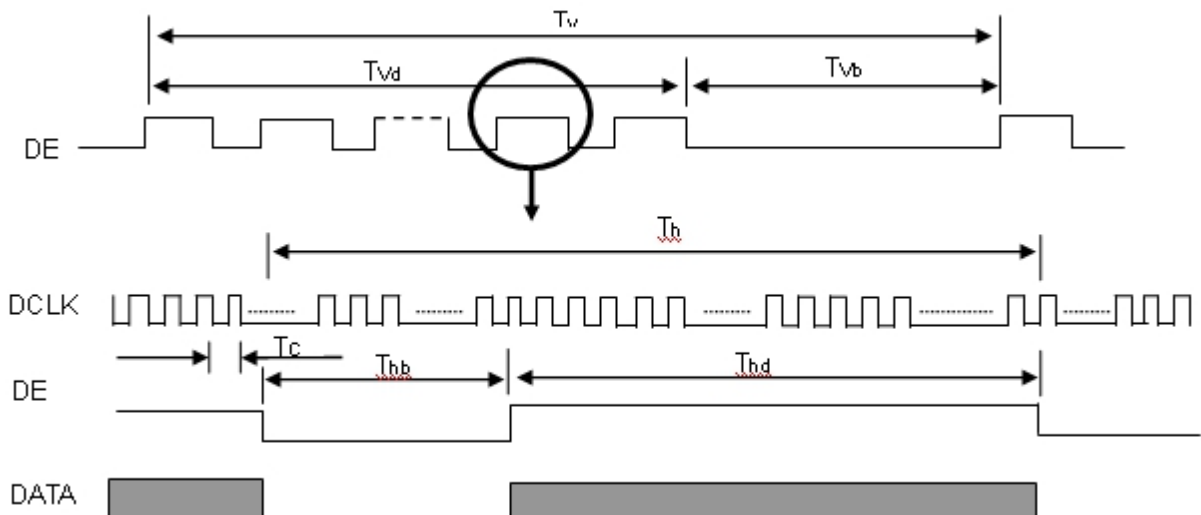 Tv
Tvd
Tvb
DE
Th
DCLK
Tc
Thb
Thd
DE
DATA